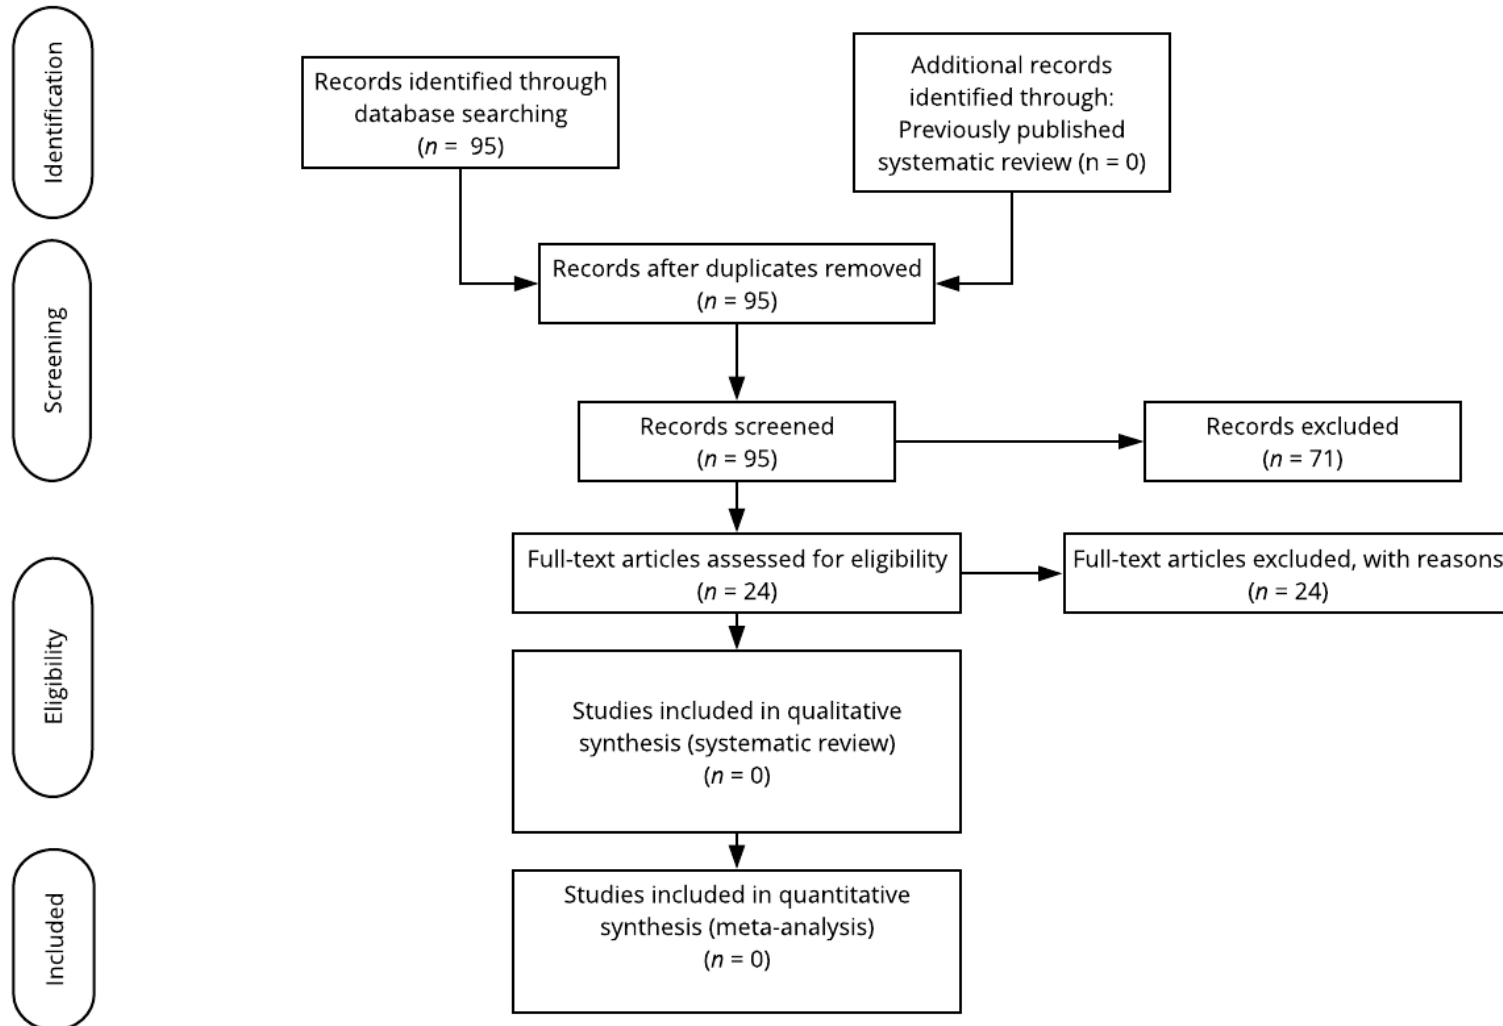 Identification
Records identified through
database searching
(n = 95)
Additional records
identified through:
Previously published
systematic review (n = 0)
Screening
Records after duplicates removed
(n = 95)
Records screened
(n = 95)
Records excluded
(n = 71)
Eligibility
Full-text articles assessed for eligibility
(n = 24)
Full-text articles excluded, with reasons
(n = 24)
Studies included in qualitative
synthesis (systematic review)
(n = 0)
Included
Studies included in quantitative
synthesis (meta-analysis)
(n = 0)